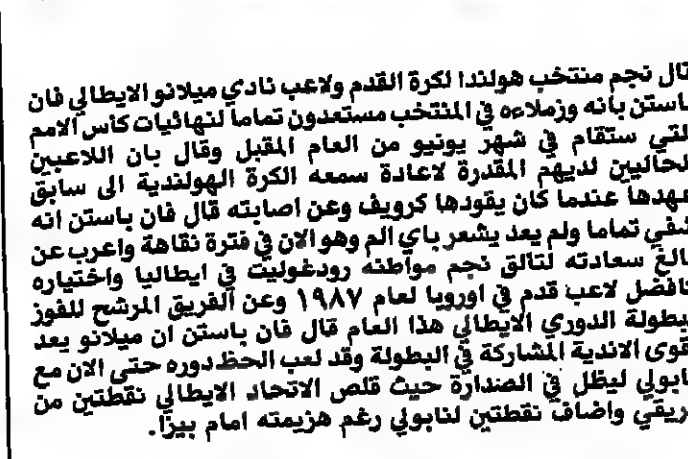 قال نجم منتخب هولندا لكرة القدم ولاعب نادي ميلانو الايطالي فان
باستن بانه وزملاءه في المنتخب مستعدون تماما لنهائيات كأس الامم
لتي ستقام في شهر يونيو من العام المقبل وقال بان اللاعبين
لحاليين لديهم المقدرة لاعادة سمعه الكرة الهولندية الى سابق
عهدها عندما كان يقودها كرويف وعن اصابته قال فان باستن انه
شفي تماما ولم يعد يشعر باي الم وهو الان في فترة نقاهة واعرب عن
بالغ سعادته لتالق نجم مواطنه رودغوليت في ايطاليا واختياره
كافضل لاعب قدم في اوروبا لعام ١٩٨٧ وعن الفريق المرشح للفوز
ببطولة الدوري الايطالي هذا العام قال فان باستن ان ميلانو يعد
قوى الاندية المشاركة في البطولة وقد لعب الحظ دوره حتى الان مع
ابولي ليظل في الصدارة حيث قلص الاتحاد الايطالي نقطتين من
ريقي واضاف نقطتين لنابولي رغم هزيمته امام بيزا.